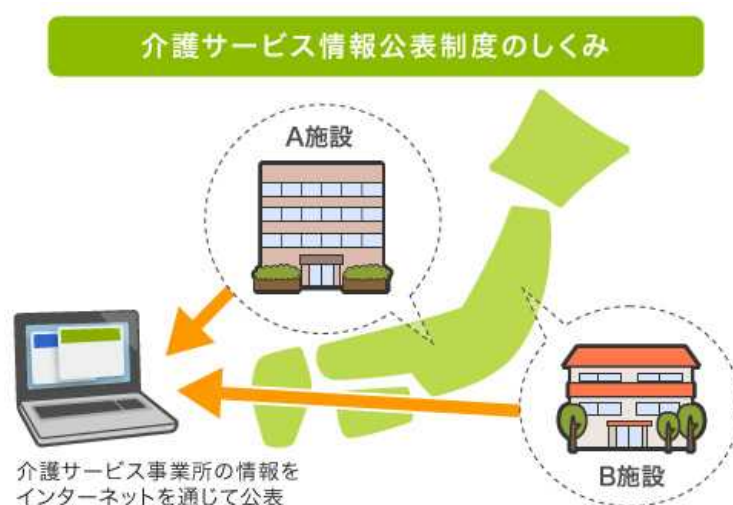 介護サービス情報公表制度のしくみ
A施設
B施設
介護サービス事業所の情報を
インターネットを通じて公表